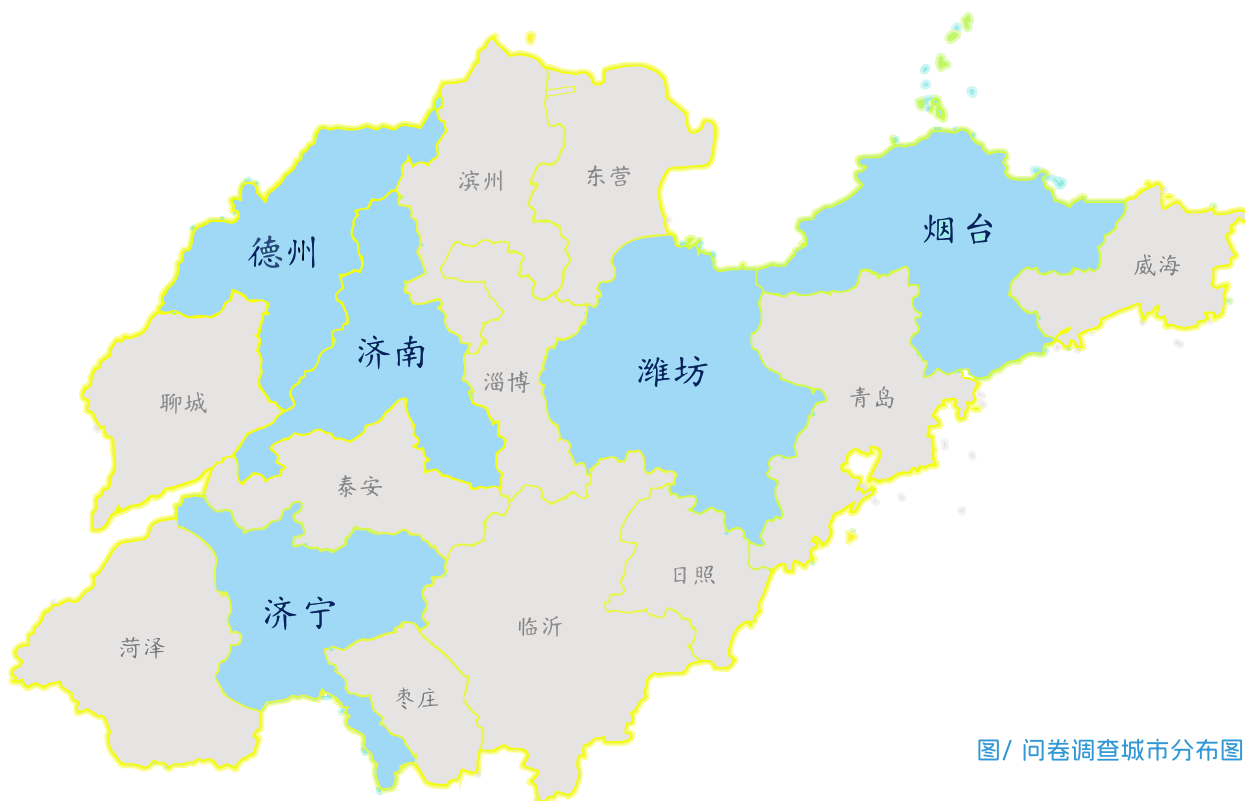 滨州
东营
德州
烟台
威海
济南
潍坊
淄博
聊城
青岛
泰安
日照
济宁
临沂
菏泽
枣庄
图/ 问卷调查城市分布图